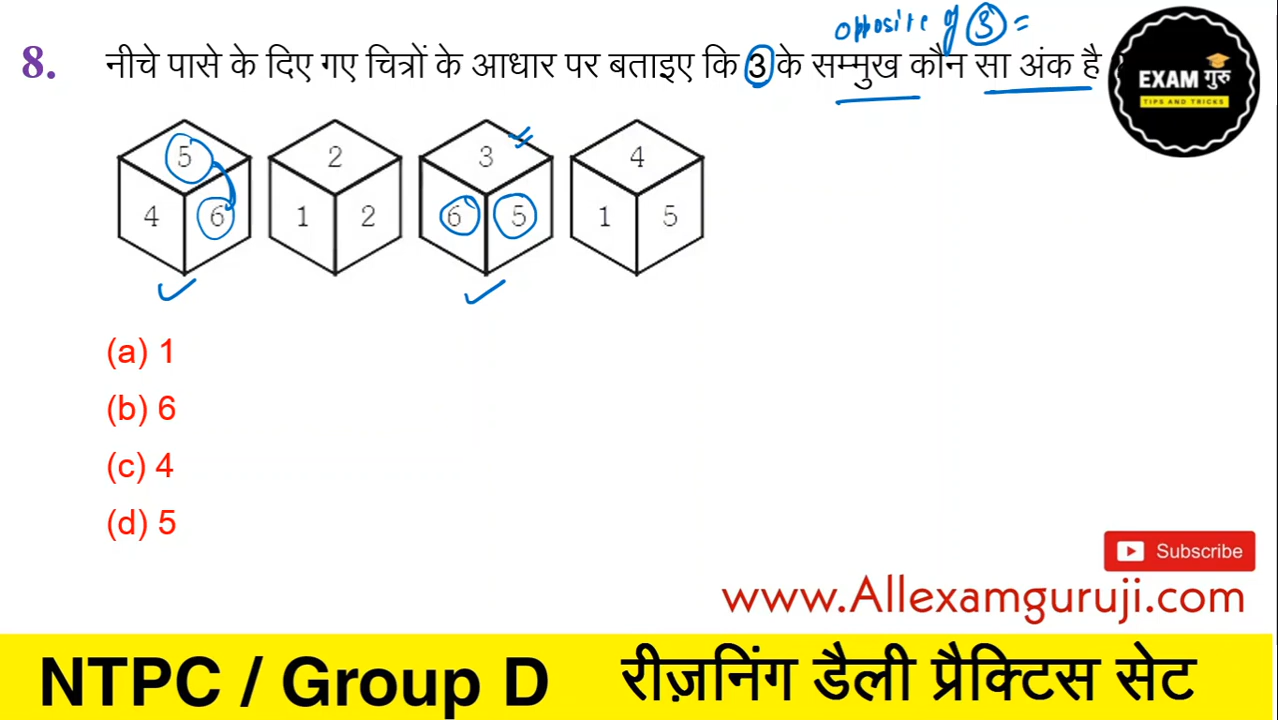 opposite of 3 =
8. नीचे पासे के दिए गए चित्रों के आधार पर बताइए कि 3 के सम्मुख कौन सा अंक है
EXAM गुरु
TIPS AND TRICKS
5 2 3 4
4 6 1 2 6 5 1 5
(a) 1
(b) 6
(c) 4
(d) 5
Subscribe
www.Allexamguruji.com
NTPC / Group D रीज़निंग डैली प्रैक्टिस सेट